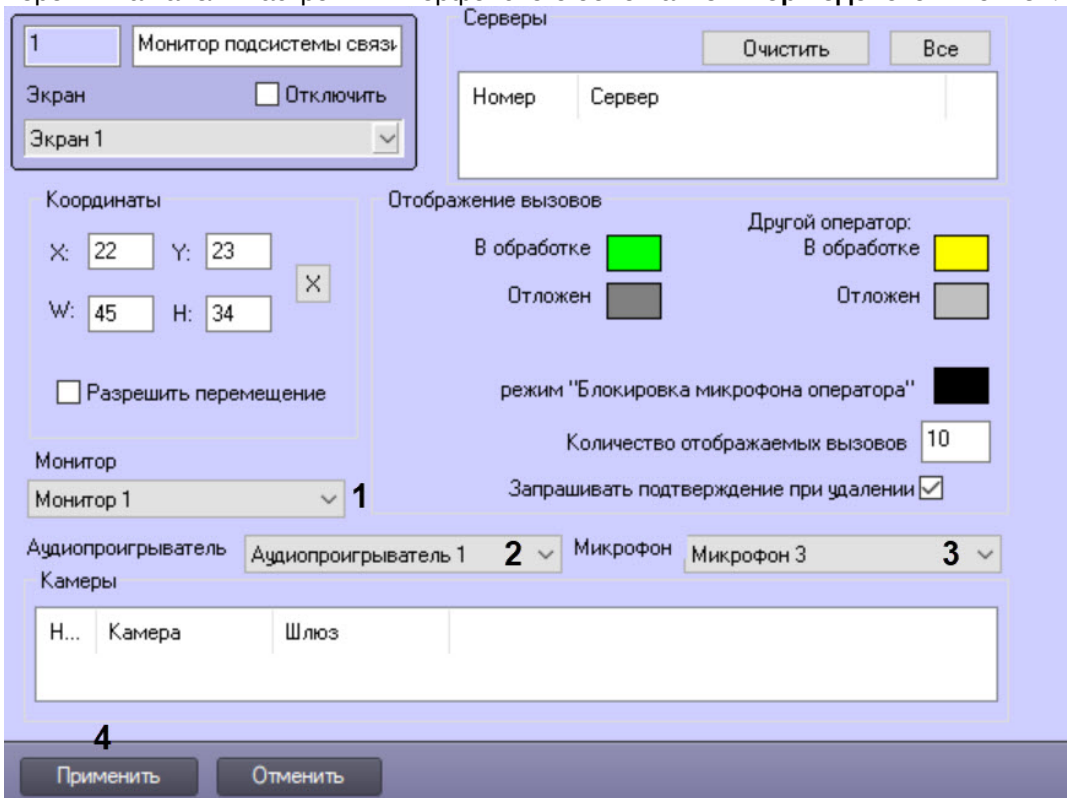 1 Монитор подсистемы связи
Экран Отключить
Экран 1
Серверы
Очистить Все
Номер Сервер
Координаты
X: 22 Y: 23
X
W: 45 H: 34
Разрешить перемещение
Отображение вызовов
Другой оператор:
В обработке В обработке
Отложен Отложен
режим "Блокировка микрофона оператора"
Количество отображаемых вызовов 10
Запрашивать подтверждение при удалении
Монитор
Монитор 1 1
Аудиопроигрыватель Аудиопроигрыватель 1 2 Микрофон Микрофон 3 3
Камеры
Н... Камера Шлюз
4
Применить Отменить